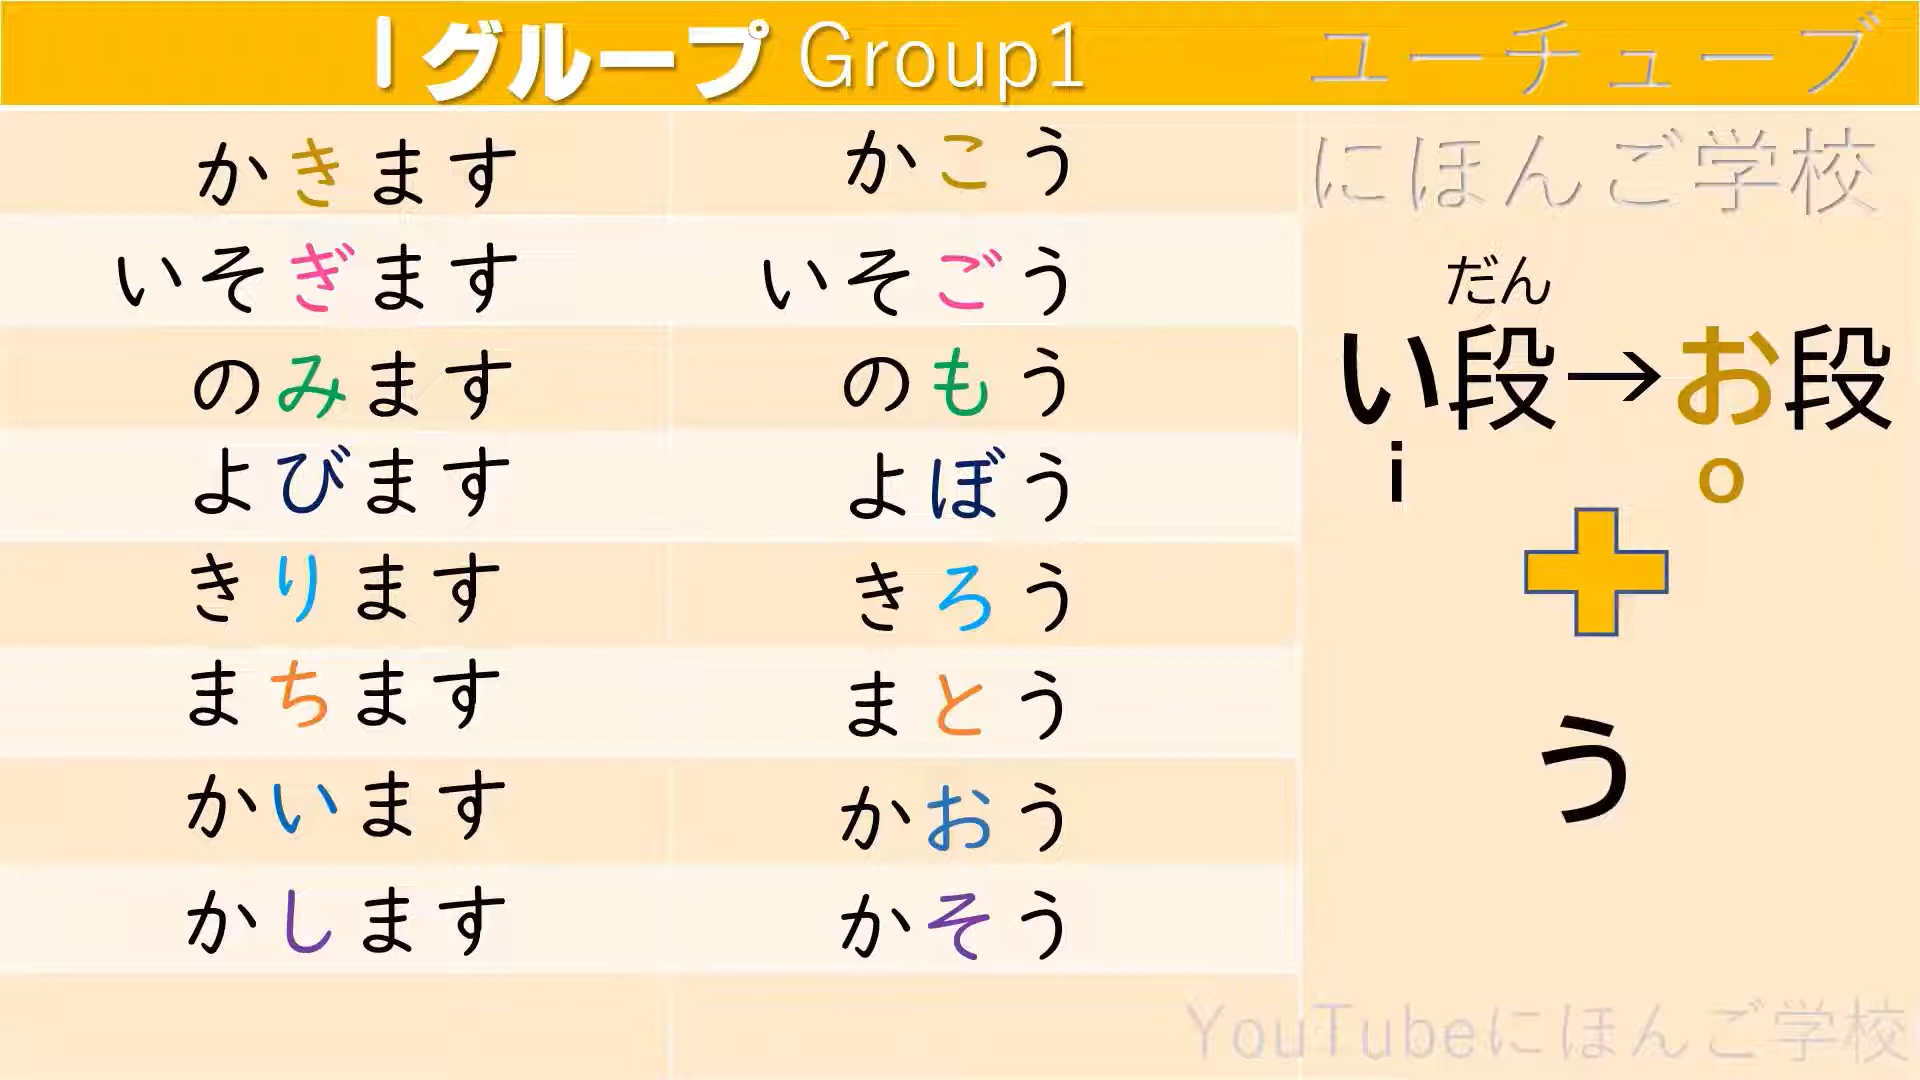 Ⅰグループ Group1 ユーチューブ
にほんご学校
かきます かこう
いそぎます いそごう
のみます のもう
よびます よぼう
きります きろう
まちます まとう
かいます かおう
かします かそう
だん
い段→お段
i o
う
YouTubeにほんご学校